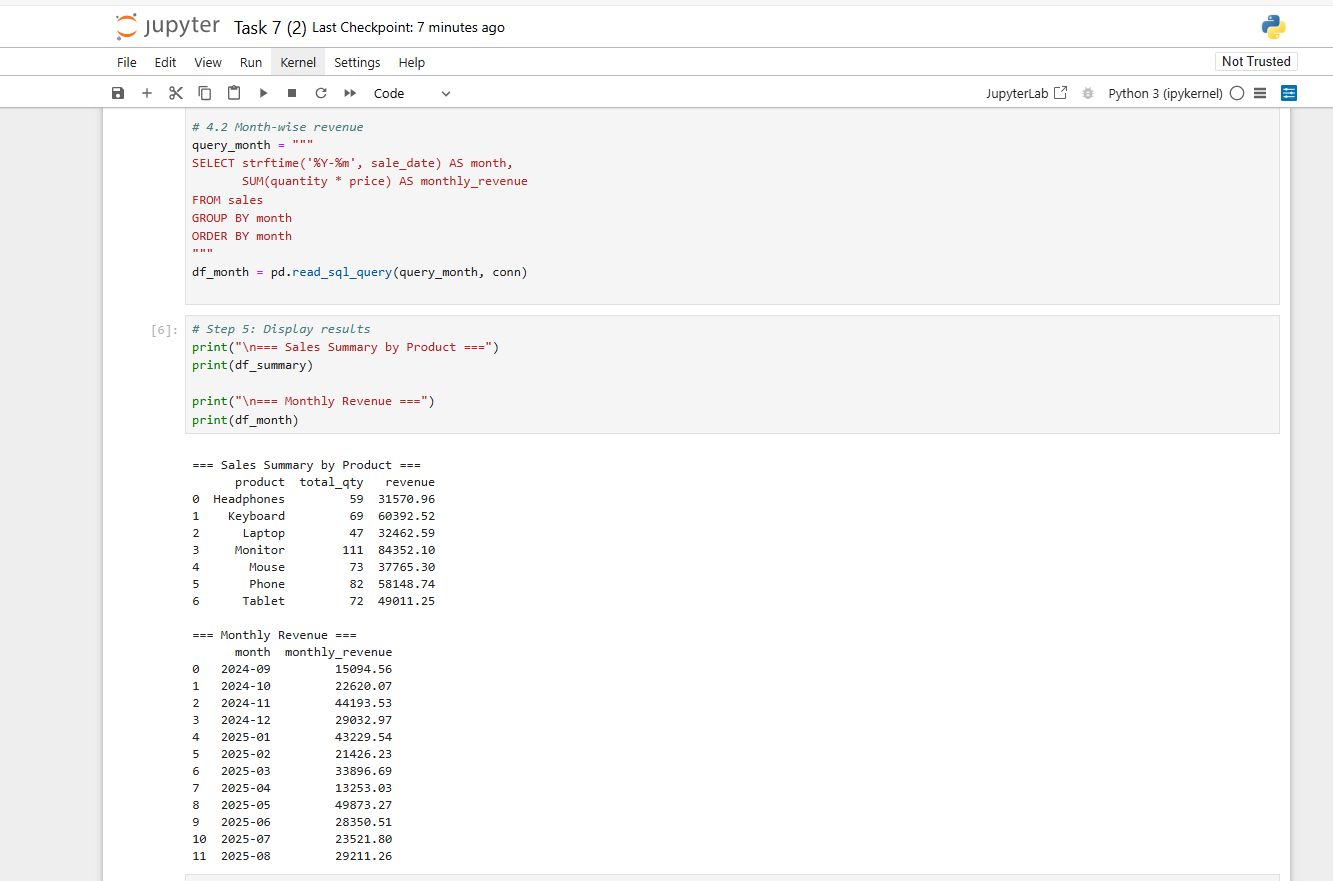 jupyter Task 7 (2) Last Checkpoint: 7 minutes ago
File Edit View Run Kernel Settings Help
Not Trusted
Code
JupyterLab
Python 3 (ipykernel)
# 4.2 Month-wise revenue
query_month = """
SELECT strftime('%Y-%m', sale_date) AS month,
       SUM(quantity * price) AS monthly_revenue
FROM sales
GROUP BY month
ORDER BY month
"""
df_month = pd.read_sql_query(query_month, conn)
[6]:
# Step 5: Display results
print("\n=== Sales Summary by Product ===")
print(df_summary)
print("\n=== Monthly Revenue ===")
print(df_month)
=== Sales Summary by Product ===
      product  total_qty   revenue
0  Headphones         59  31570.96
1    Keyboard         69  60392.52
2      Laptop         47  32462.59
3     Monitor        111  84352.10
4       Mouse         73  37765.30
5       Phone         82  58148.74
6      Tablet         72  49011.25
=== Monthly Revenue ===
      month  monthly_revenue
0   2024-09         15094.56
1   2024-10         22620.07
2   2024-11         44193.53
3   2024-12         29032.97
4   2025-01         43229.54
5   2025-02         21426.23
6   2025-03         33896.69
7   2025-04         13253.03
8   2025-05         49873.27
9   2025-06         28350.51
10  2025-07         23521.80
11  2025-08         29211.26